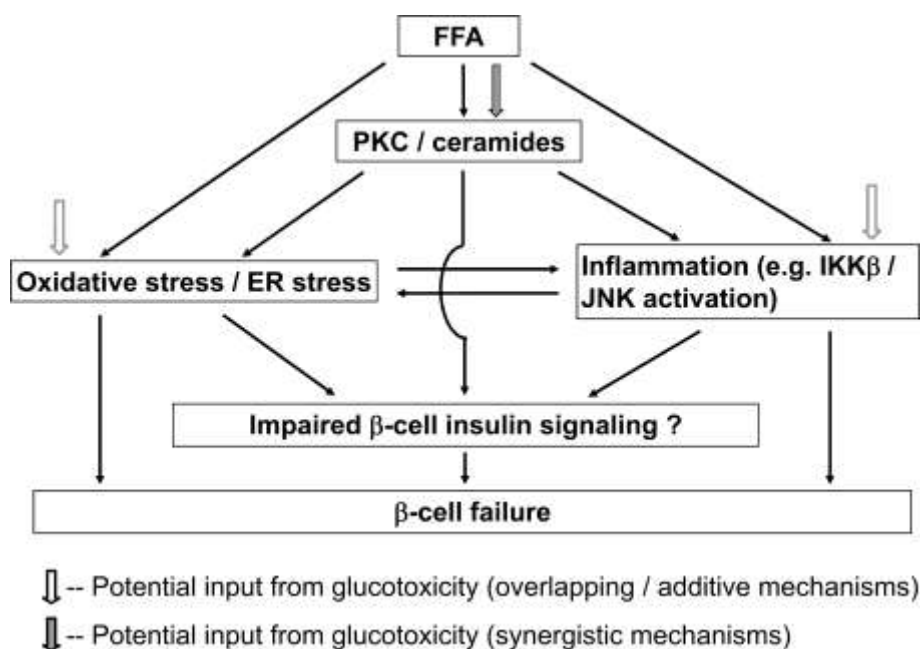 FFA
PKC / ceramides
Oxidative stress / ER stress
Inflammation (e.g. IKKβ /
JNK activation)
Impaired β-cell insulin signaling ?
β-cell failure
-- Potential input from glucotoxicity (overlapping / additive mechanisms)
-- Potential input from glucotoxicity (synergistic mechanisms)